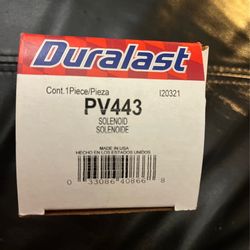 Duralast
Cont.1Piece/Pieza I20321
PV443
SOLENOID
SOLENOIDE
MADE IN USA
HECHO EN LOS ESTADOS UNIDOS
0 33086 40866 8